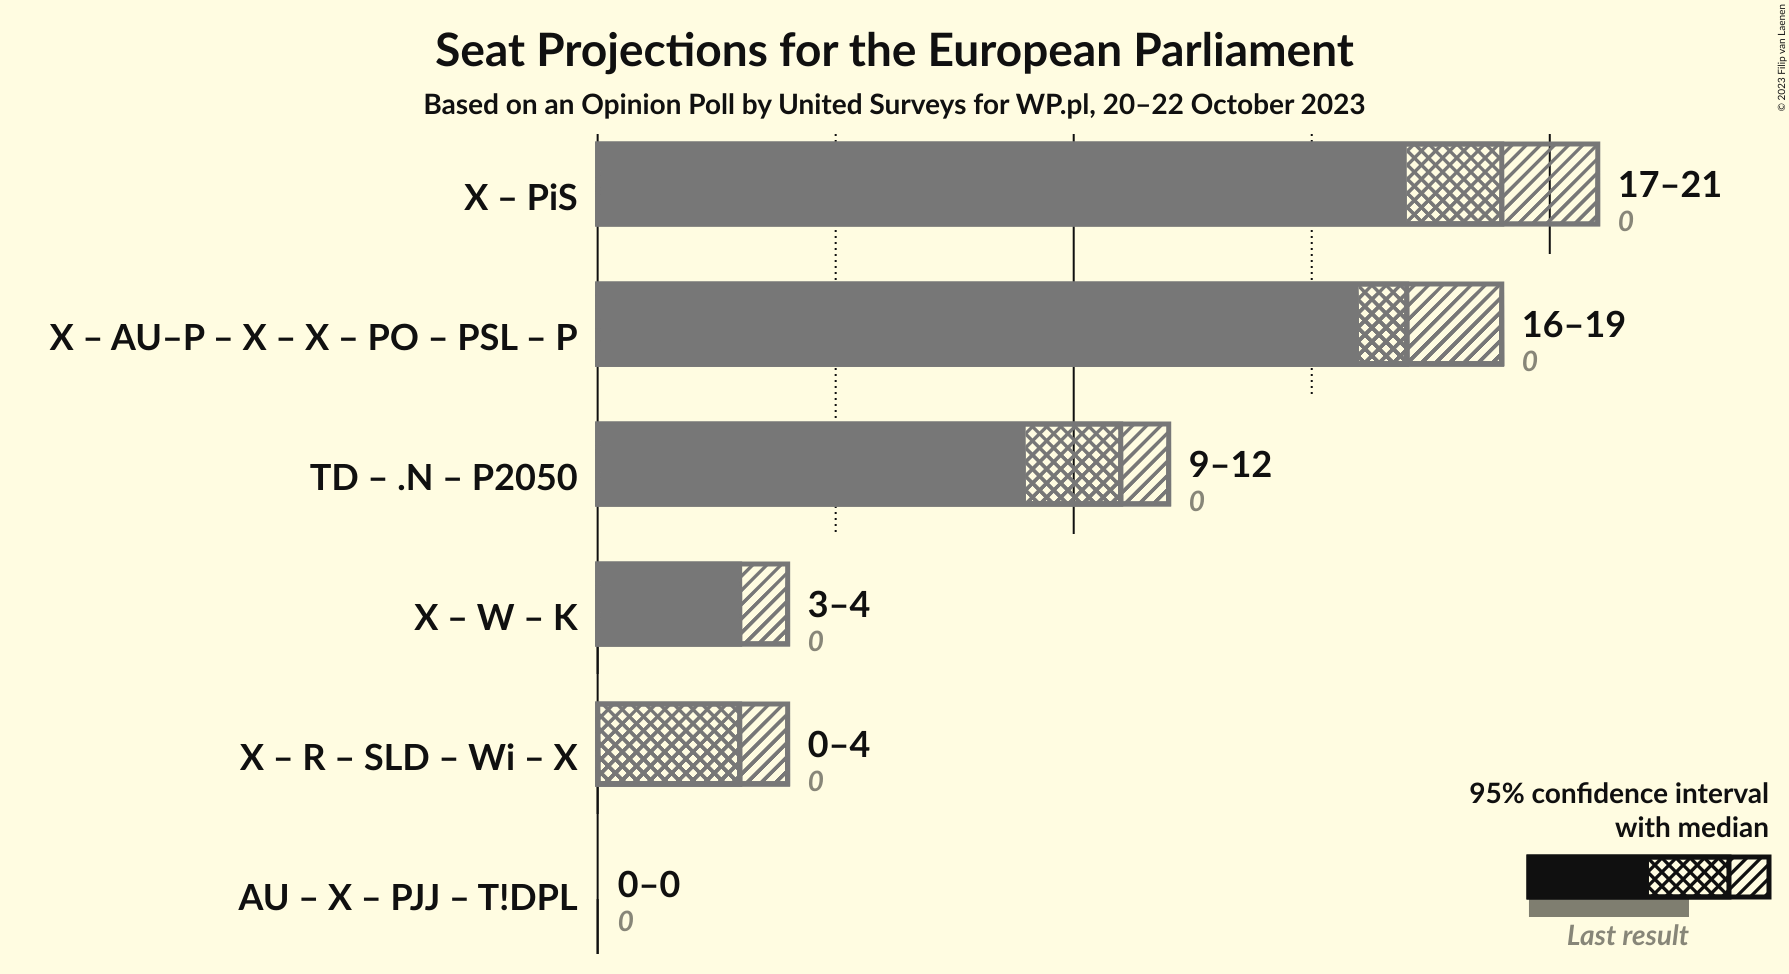 Seat Projections for the European Parliament
Based on an Opinion Poll by United Surveys for WP.pl, 20–22 October 2023
© 2023 Filip van Laenen
X – PiS
17–21
0
X – AU–P – X – X – PO – PSL – P
16–19
0
TD – .N – P2050
9–12
0
X – W – K
3–4
0
X – R – SLD – Wi – X
0–4
0
AU – X – PJJ – T!DPL
0–0
0
95% confidence interval
with median
Last result